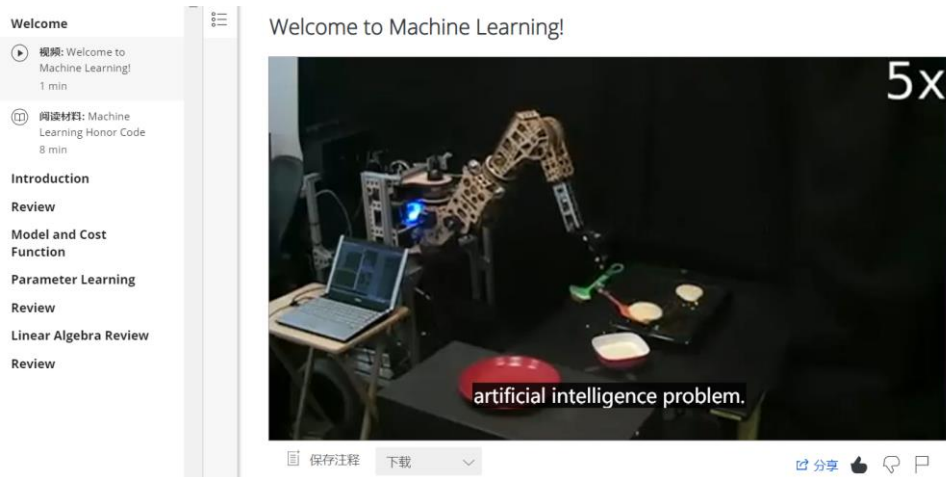 Welcome
视频: Welcome to
Machine Learning!
1 min
阅读材料: Machine
Learning Honor Code
8 min
Introduction
Review
Model and Cost
Function
Parameter Learning
Review
Linear Algebra Review
Review
Welcome to Machine Learning!
5x
artificial intelligence problem.
保存注释
下载
分享